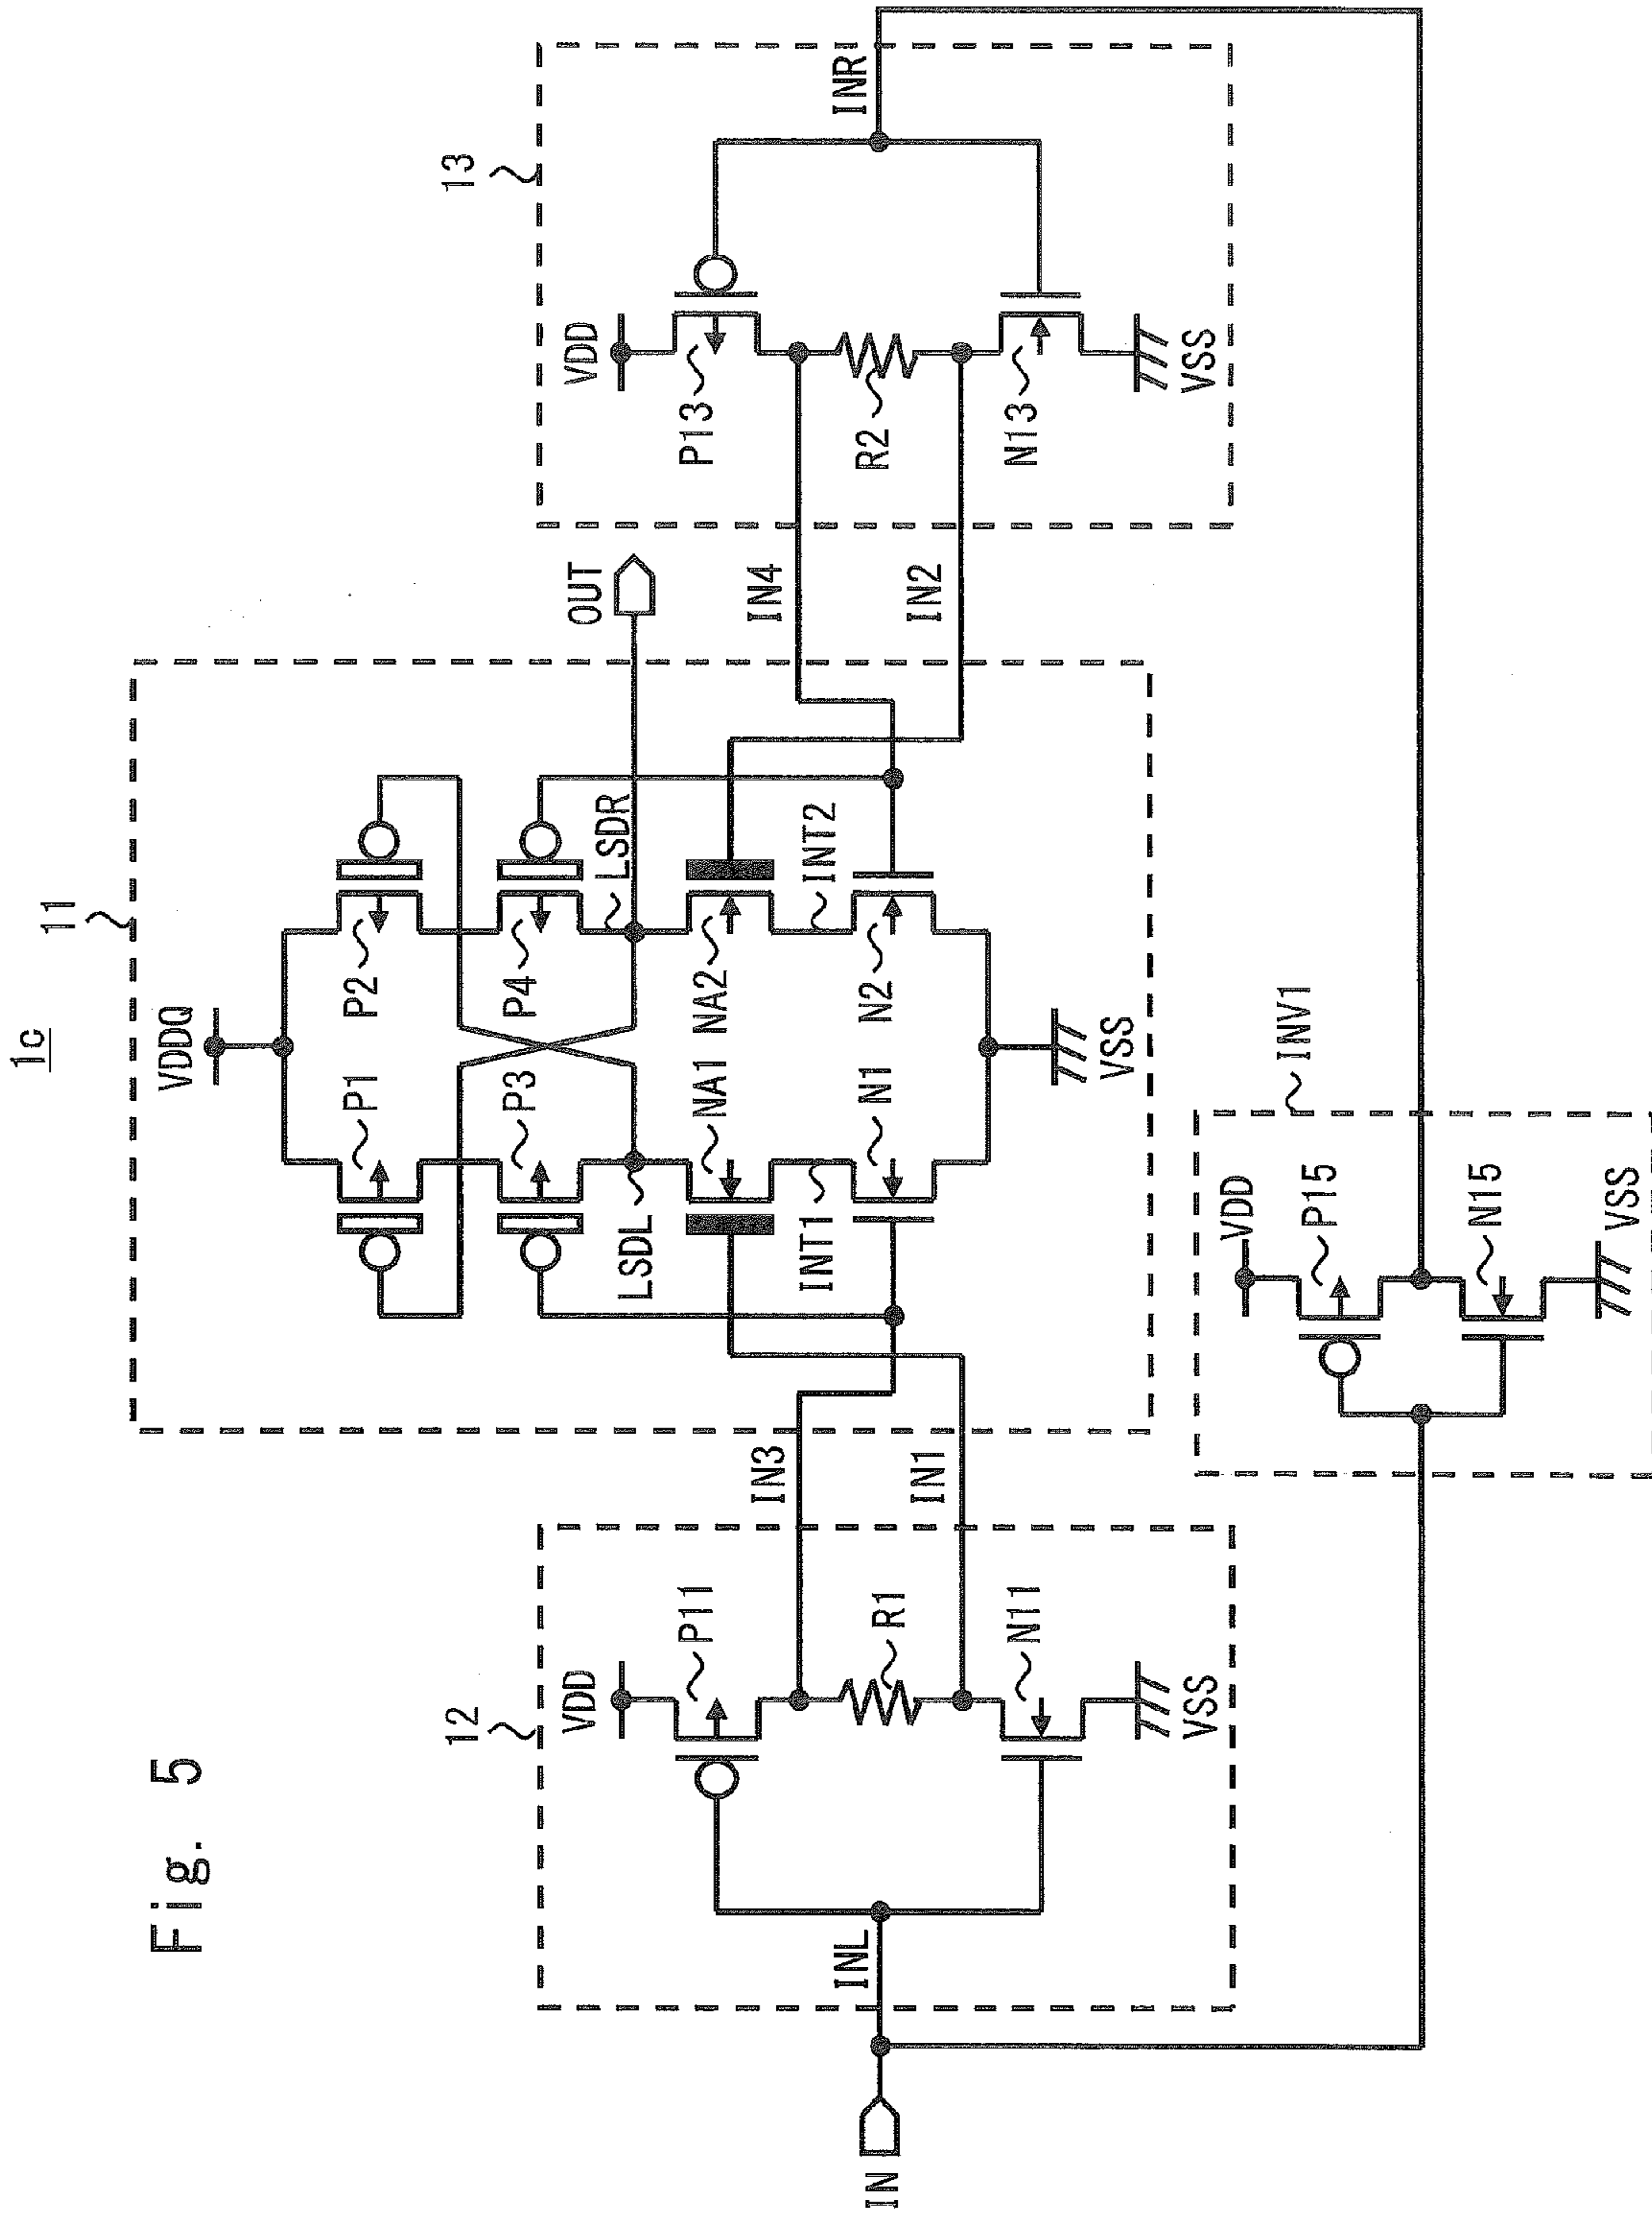 Fig. 5
1c
11
VDDQ
P1
P2
P3
P4
LSDL
LSDR
NA1
NA2
INT1
INT2
N1
N2
VSS
OUT
12
VDD
P11
IN3
R1
IN1
N11
VSS
INL
IN
13
VDD
P13
IN4
R2
IN2
N13
VSS
INR
INV1
VDD
P15
N15
VSS